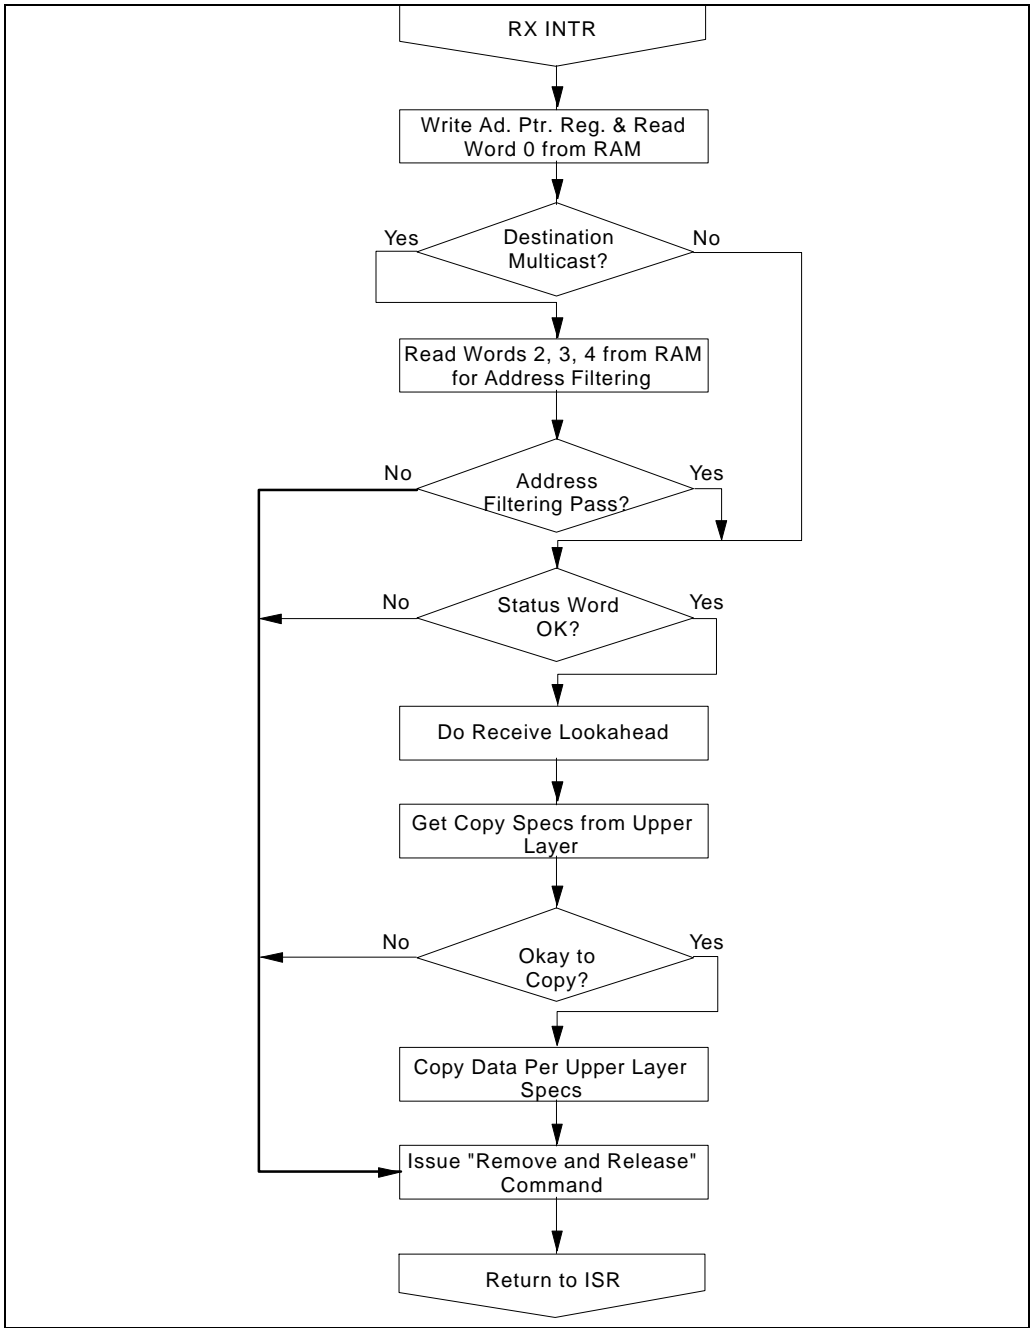 RX INTR
Write Ad. Ptr. Reg. & Read
Word 0 from RAM
Yes
Destination
Multicast?
No
Read Words 2, 3, 4 from RAM
for Address Filtering
No
Address
Filtering Pass?
Yes
No
Status Word
OK?
Yes
Do Receive Lookahead
Get Copy Specs from Upper
Layer
No
Okay to
Copy?
Yes
Copy Data Per Upper Layer
Specs
Issue "Remove and Release"
Command
Return to ISR